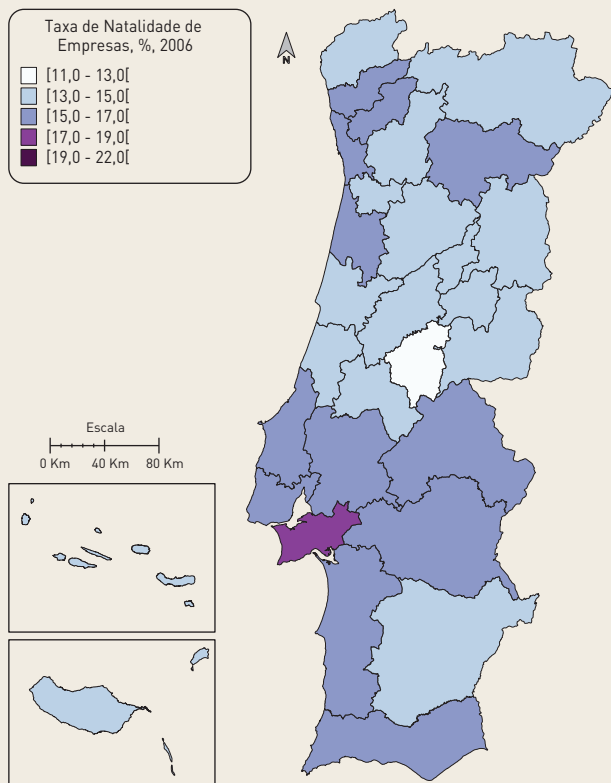 Taxa de Natalidade de
Empresas, %, 2006
[11,0 - 13,0[
[13,0 - 15,0[
[15,0 - 17,0[
[17,0 - 19,0[
[19,0 - 22,0[
N
Escala
0 Km 40 Km 80 Km